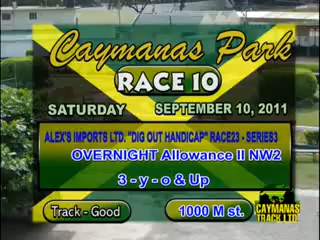 Caymanas Park
RACE 10
SATURDAY SEPTEMBER 10, 2011
ALEX'S IMPORTS LTD. "DIG OUT HANDICAP" RACE23 - SERIES3
OVERNIGHT Allowance II NW2
3 - y - o & Up
Track - Good 1000 M st.
CAYMANAS
TRACK LTD.